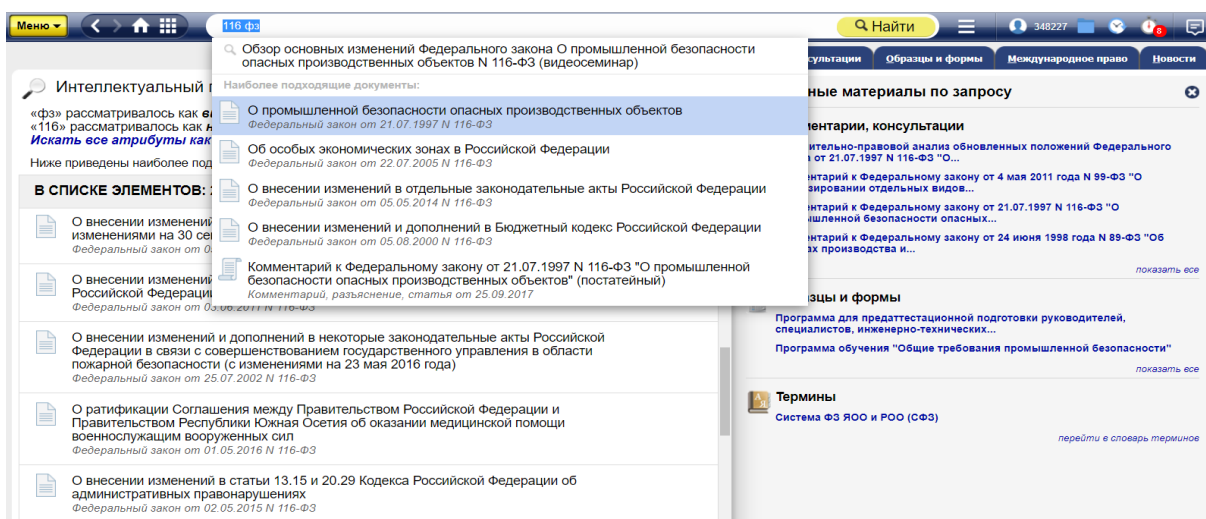 Меню
116 фз
Найти
348227
8
Обзор основных изменений Федерального закона О промышленной безопасности
опасных производственных объектов N 116-ФЗ (видеосеминар)
Наиболее подходящие документы:
О промышленной безопасности опасных производственных объектов
Федеральный закон от 21.07.1997 N 116-ФЗ
Об особых экономических зонах в Российской Федерации
Федеральный закон от 22.07.2005 N 116-ФЗ
О внесении изменений в отдельные законодательные акты Российской Федерации
Федеральный закон от 05.05.2014 N 116-ФЗ
О внесении изменений и дополнений в Бюджетный кодекс Российской Федерации
Федеральный закон от 05.08.2000 N 116-ФЗ
Комментарий к Федеральному закону от 21.07.1997 N 116-ФЗ "О промышленной
безопасности опасных производственных объектов" (постатейный)
Комментарий, разъяснение, статья от 25.09.2017
Интеллектуальный
«фз» рассматривалось как
«116» рассматривалось как
Искать все атрибуты как
Ниже приведены наиболее под
В СПИСКЕ ЭЛЕМЕНТОВ:
О внесении изменений
изменениями на 30 се
Федеральный закон от 0
О внесении изменений
Российской Федераци
Федеральный закон от 03.06.2017 N 116-ФЗ
О внесении изменений и дополнений в некоторые законодательные акты Российской
Федерации в связи с совершенствованием государственного управления в области
пожарной безопасности (с изменениями на 23 мая 2016 года)
Федеральный закон от 25.07.2002 N 116-ФЗ
О ратификации Соглашения между Правительством Российской Федерации и
Правительством Республики Южная Осетия об оказании медицинской помощи
военнослужащим вооруженных сил
Федеральный закон от 01.05.2016 N 116-ФЗ
О внесении изменений в статьи 13.15 и 20.29 Кодекса Российской Федерации об
административных правонарушениях
Федеральный закон от 02.05.2015 N 116-ФЗ
сультации Образцы и формы Международное право Новости
ные материалы по запросу
ментарии, консультации
ительно-правовой анализ обновленных положений Федерального
от 21.07.1997 N 116-ФЗ "О...
нтарий к Федеральному закону от 4 мая 2011 года N 99-ФЗ "О
зировании отдельных видов...
нтарий к Федеральному закону от 21.07.1997 N 116-ФЗ "О
ышленной безопасности опасных...
нтарий к Федеральному закону от 24 июня 1998 года N 89-ФЗ "Об
ах производства и...
показать все
зцы и формы
Программа для предаттестационной подготовки руководителей,
специалистов, инженерно-технических...
Программа обучения "Общие требования промышленной безопасности"
показать все
Термины
Система ФЗ ЯОО и РОО (СФЗ)
перейти в словарь терминов